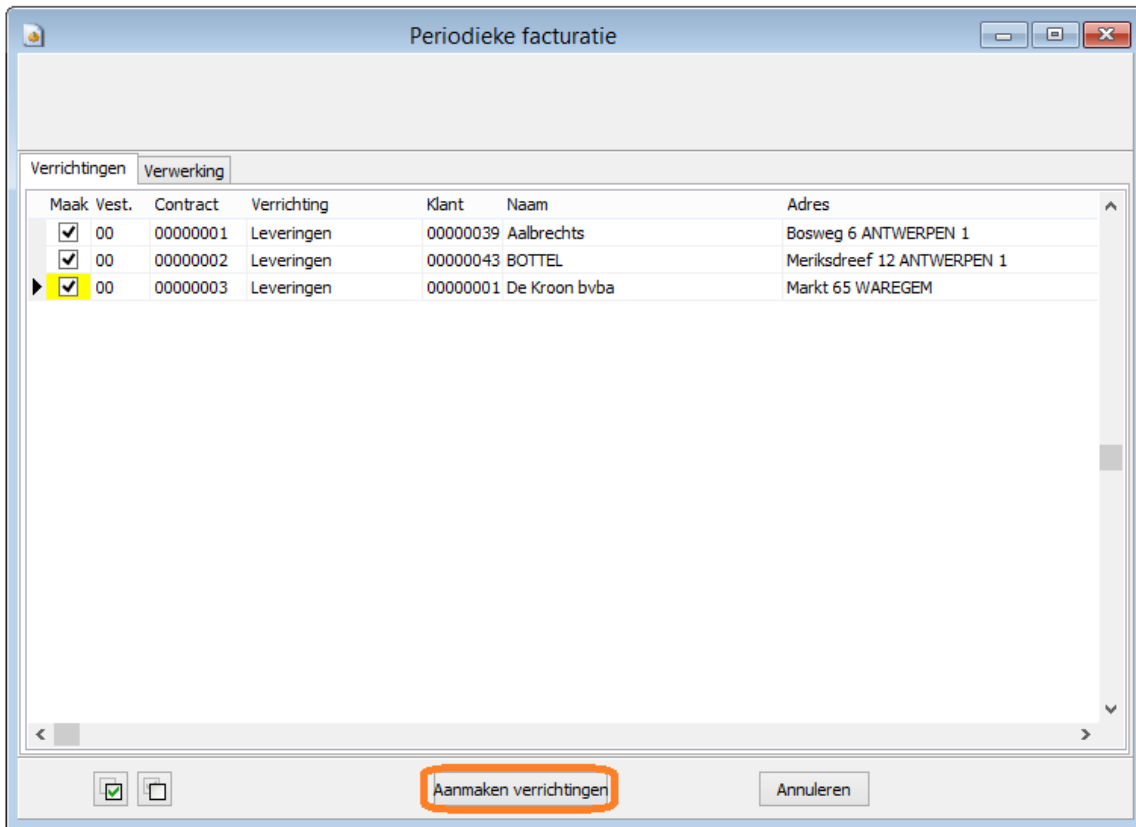 Periodieke facturatie
Verrichtingen Verwerking
Maak Vest. Contract Verrichting Klant Naam Adres
00 00000001 Leveringen 00000039 Aalbrechts Bosweg 6 ANTWERPEN 1
00 00000002 Leveringen 00000043 BOTTEL Meriksdreef 12 ANTWERPEN 1
00 00000003 Leveringen 00000001 De Kroon bvba Markt 65 WAREGEM
Aanmaken verrichtingen Annuleren